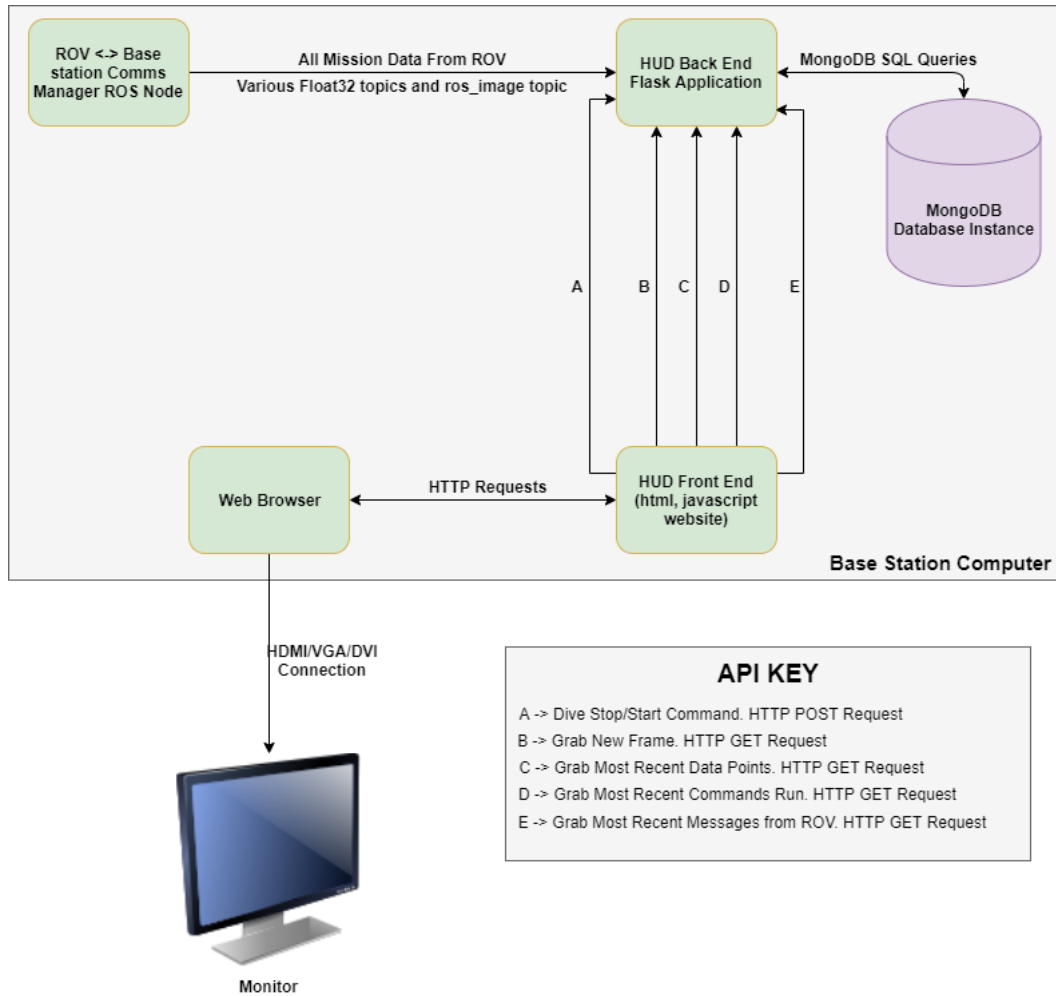 ROV <-> Base
station Comms
Manager ROS Node
All Mission Data From ROV
Various Float32 topics and ros_image topic
HUD Back End
Flask Application
MongoDB SQL Queries
MongoDB
Database Instance
A
B
C
D
E
Web Browser
HTTP Requests
HUD Front End
(html, javascript
website)
Base Station Computer
HDMI/VGA/DVI
Connection
API KEY
A -> Dive Stop/Start Command. HTTP POST Request
B -> Grab New Frame. HTTP GET Request
C -> Grab Most Recent Data Points. HTTP GET Request
D -> Grab Most Recent Commands Run. HTTP GET Request
E -> Grab Most Recent Messages from ROV. HTTP GET Request
Monitor